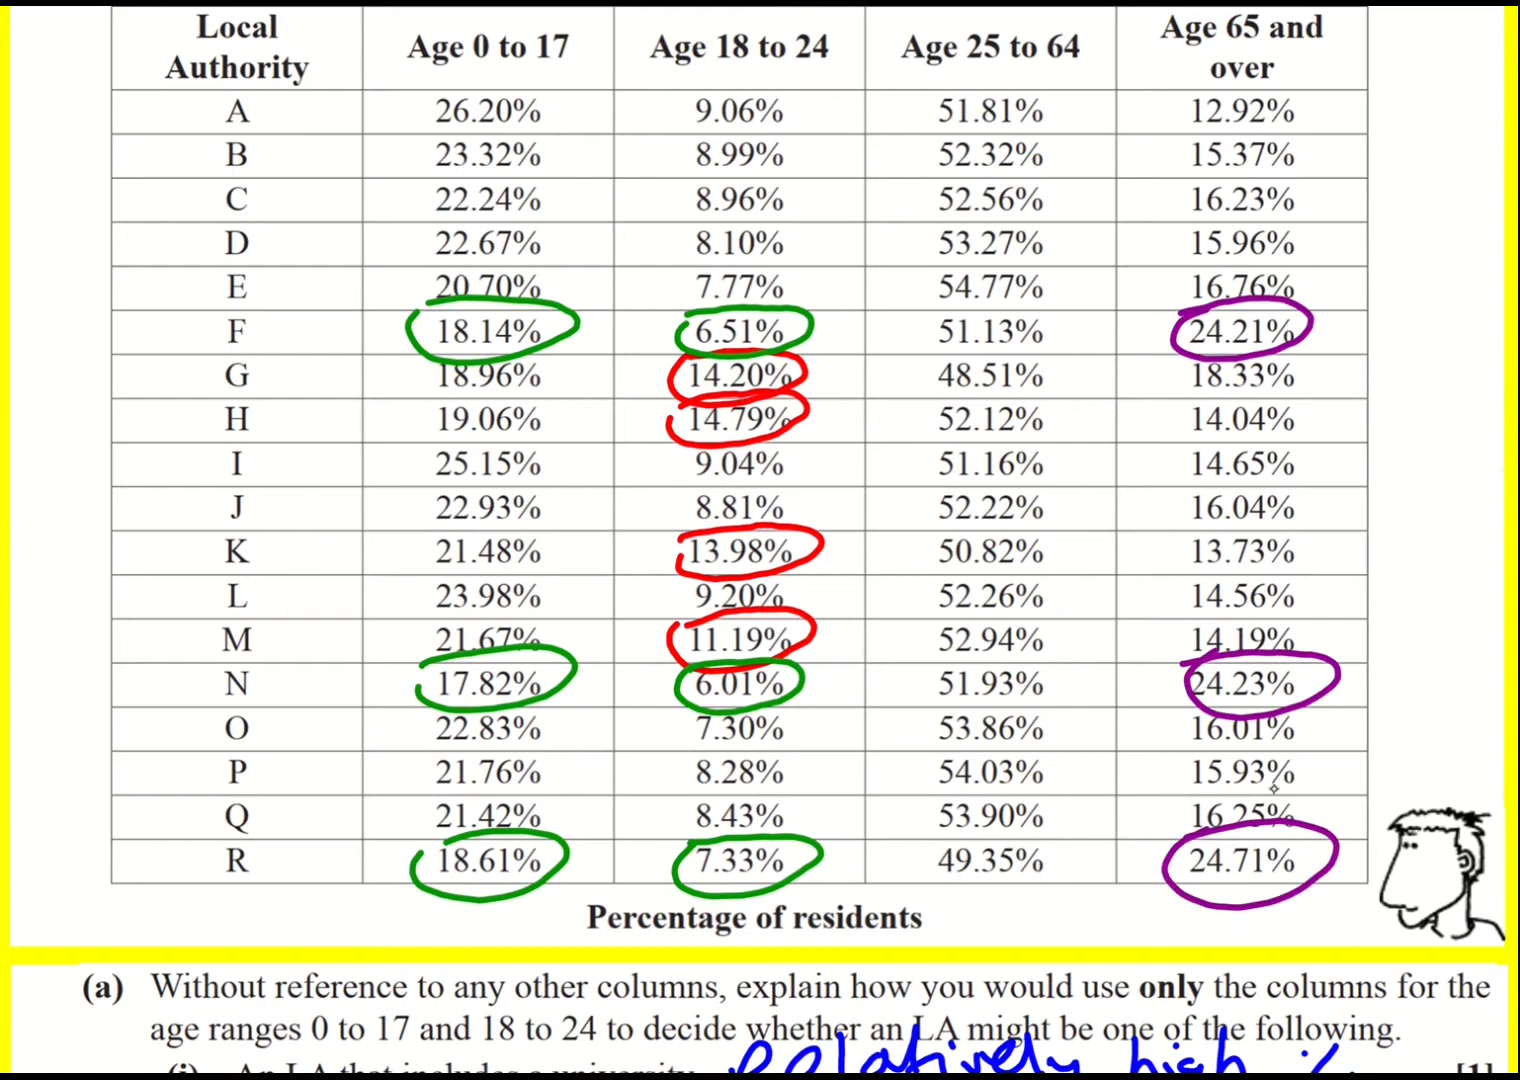 Local Authority Age 0 to 17 Age 18 to 24 Age 25 to 64 Age 65 and over
A 26.20% 9.06% 51.81% 12.92%
B 23.32% 8.99% 52.32% 15.37%
C 22.24% 8.96% 52.56% 16.23%
D 22.67% 8.10% 53.27% 15.96%
E 20.70% 7.77% 54.77% 16.76%
F 18.14% 6.51% 51.13% 24.21%
G 18.96% 14.20% 48.51% 18.33%
H 19.06% 14.79% 52.12% 14.04%
I 25.15% 9.04% 51.16% 14.65%
J 22.93% 8.81% 52.22% 16.04%
K 21.48% 13.98% 50.82% 13.73%
L 23.98% 9.20% 52.26% 14.56%
M 21.67% 11.19% 52.94% 14.19%
N 17.82% 6.01% 51.93% 24.23%
O 22.83% 7.30% 53.86% 16.01%
P 21.76% 8.28% 54.03% 15.93%
Q 21.42% 8.43% 53.90% 16.25%
R 18.61% 7.33% 49.35% 24.71%
Percentage of residents
(a) Without reference to any other columns, explain how you would use only the columns for the
age ranges 0 to 17 and 18 to 24 to decide whether an LA might be one of the following.
(i) An LA that includes a university. relatively high % [1]